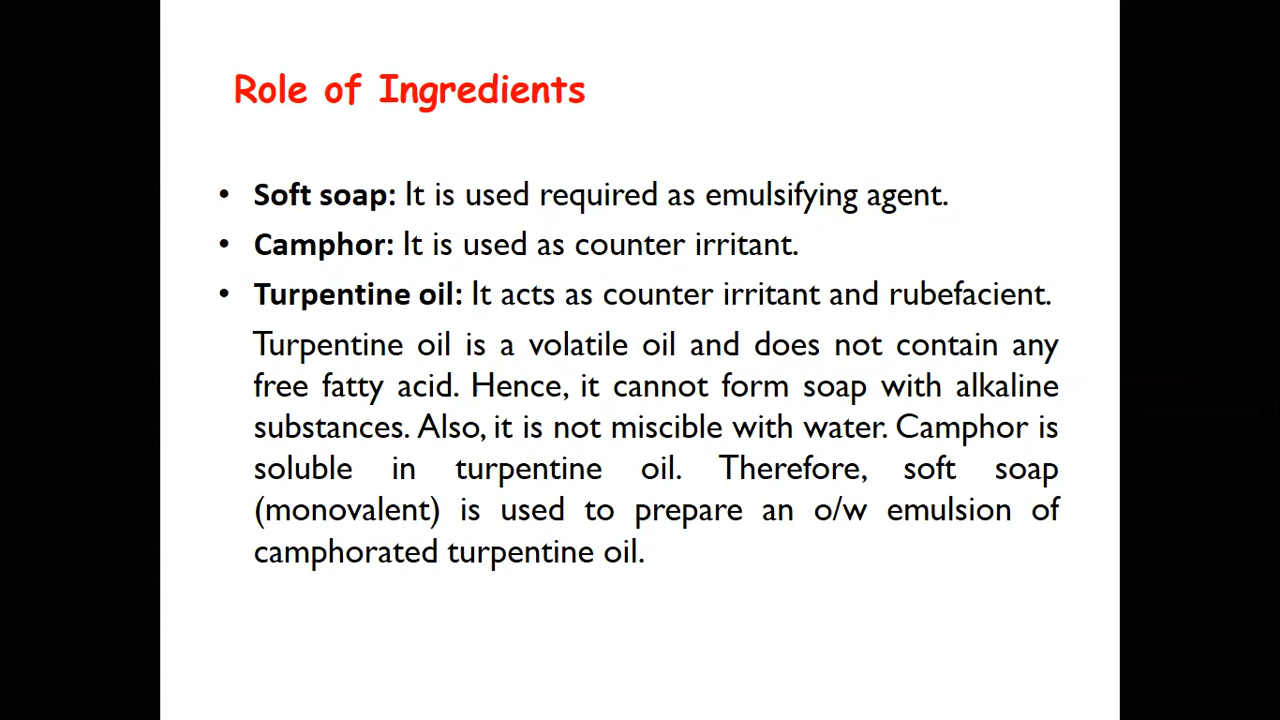 Role of Ingredients
• Soft soap: It is used required as emulsifying agent.
• Camphor: It is used as counter irritant.
• Turpentine oil: It acts as counter irritant and rubefacient.
Turpentine oil is a volatile oil and does not contain any
free fatty acid. Hence, it cannot form soap with alkaline
substances. Also, it is not miscible with water. Camphor is
soluble in turpentine oil. Therefore, soft soap
(monovalent) is used to prepare an o/w emulsion of
camphorated turpentine oil.